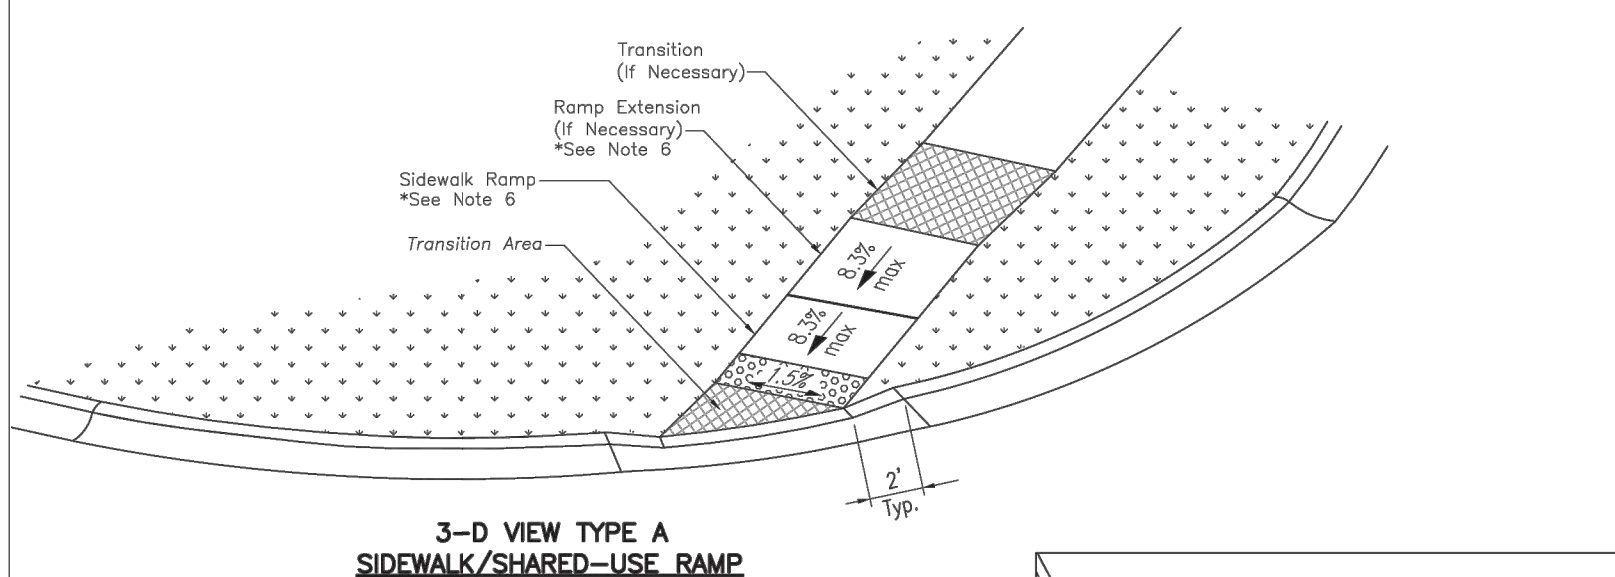 Transition
(If Necessary)
Ramp Extension
(If Necessary)
*See Note 6
Sidewalk Ramp
*See Note 6
Transition Area
8.3%
max
8.3%
max
1.5%
2'
Typ.
3-D VIEW TYPE A
SIDEWALK/SHARED-USE RAMP